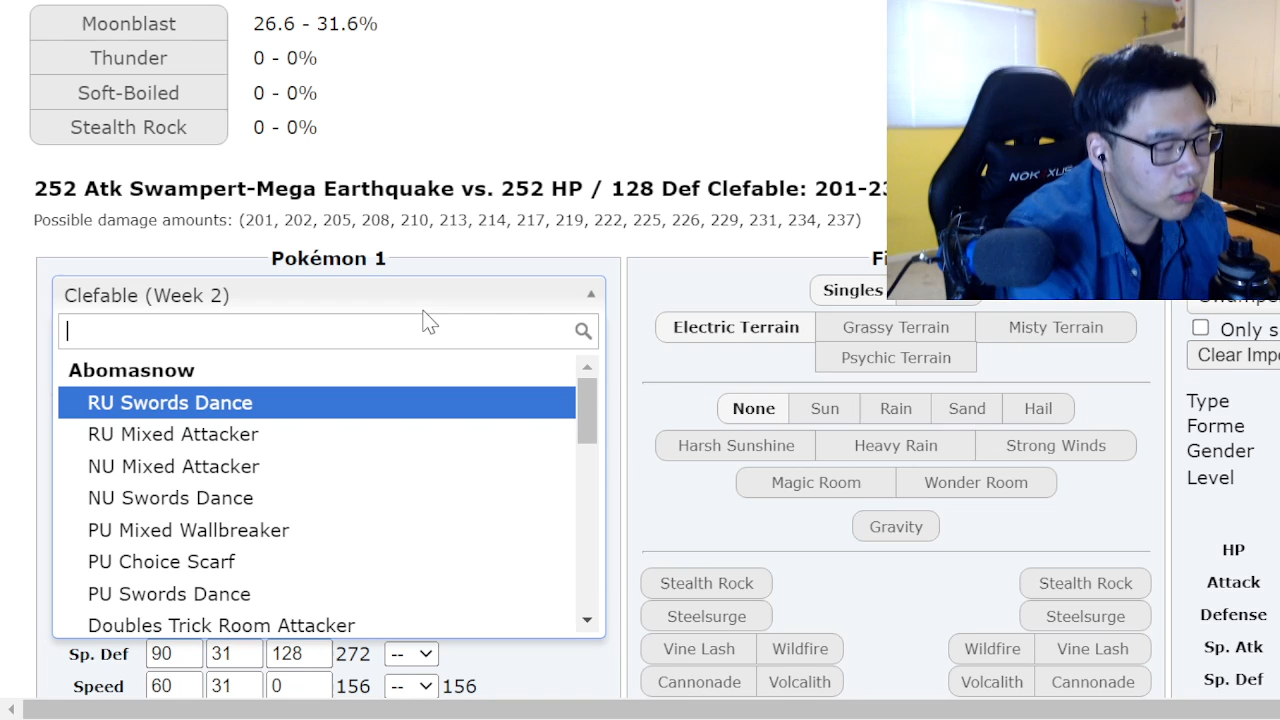 Moonblast 26.6 - 31.6%
Thunder 0 - 0%
Soft-Boiled 0 - 0%
Stealth Rock 0 - 0%
252 Atk Swampert-Mega Earthquake vs. 252 HP / 128 Def Clefable: 201-
Possible damage amounts: (201, 202, 205, 208, 210, 213, 214, 217, 219, 222, 225, 226, 229, 231, 234, 237)
Pokémon 1
Clefable (Week 2)
Abomasnow
RU Swords Dance
RU Mixed Attacker
NU Mixed Attacker
NU Swords Dance
PU Mixed Wallbreaker
PU Choice Scarf
PU Swords Dance
Doubles Trick Room Attacker
Sp. Def 90 31 128 272 --
Speed 60 31 0 156 -- 156
Singles
Electric Terrain Grassy Terrain Misty Terrain
Psychic Terrain
None Sun Rain Sand Hail
Harsh Sunshine Heavy Rain Strong Winds
Magic Room Wonder Room
Gravity
Stealth Rock Stealth Rock
Steelsurge Steelsurge
Vine Lash Wildfire Wildfire Vine Lash
Cannonade Volcalith Volcalith Cannonade
Only s
Clear Impo
Type
Forme
Gender
Level
HP
Attack
Defense
Sp. Atk
Sp. Def